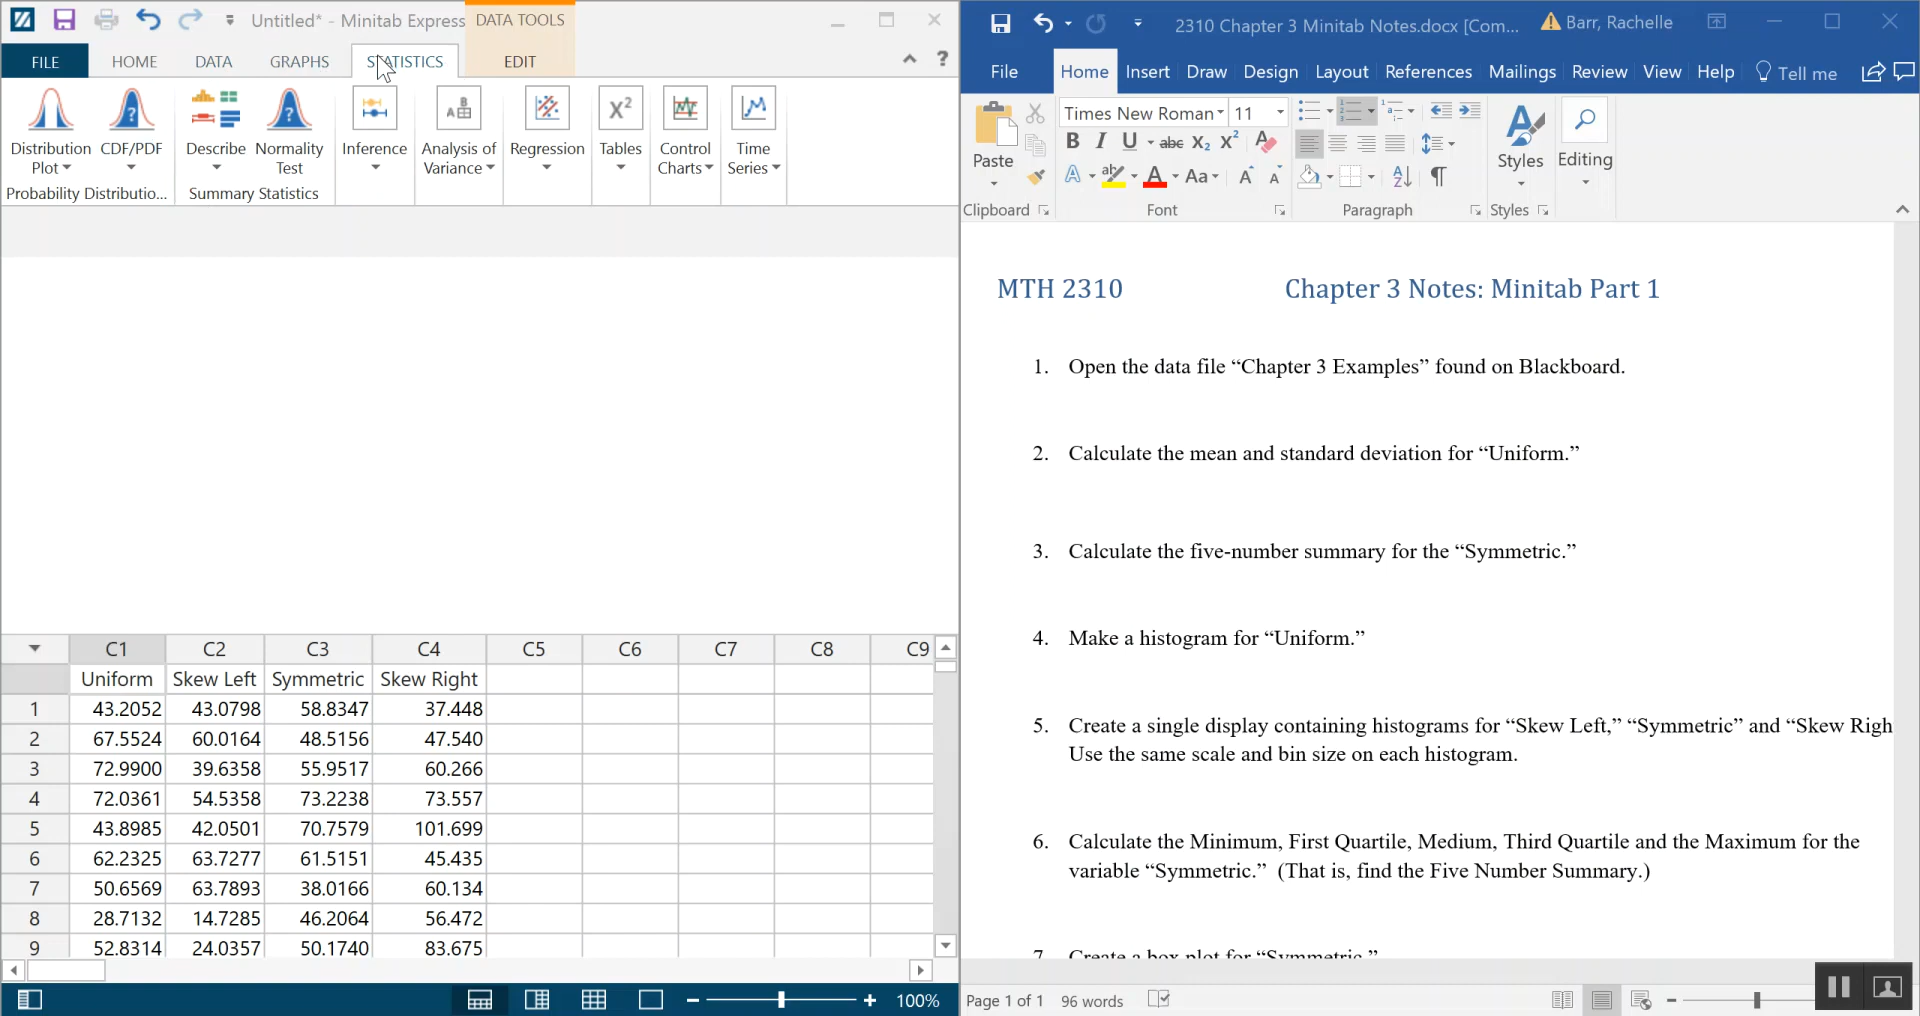 Untitled* - Minitab Express
DATA TOOLS
FILE HOME DATA GRAPHS STATISTICS EDIT
?
A B
X²
Distribution Plot
CDF/PDF
Describe
Normality Test
Inference
Analysis of Variance
Regression
Tables
Control Charts
Time Series
Probability Distributio...
Summary Statistics
C1 C2 C3 C4 C5 C6 C7 C8 C9
Uniform Skew Left Symmetric Skew Right
1 43.2052 43.0798 58.8347 37.448
2 67.5524 60.0164 48.5156 47.540
3 72.9900 39.6358 55.9517 60.266
4 72.0361 54.5358 73.2238 73.557
5 43.8985 42.0501 70.7579 101.699
6 62.2325 63.7277 61.5151 45.435
7 50.6569 63.7893 38.0166 60.134
8 28.7132 14.7285 46.2064 56.472
9 52.8314 24.0357 50.1740 83.675
100%
2310 Chapter 3 Minitab Notes.docx [Com...
Barr, Rachelle
File Home Insert Draw Design Layout References Mailings Review View Help Tell me
Times New Roman 11
B I U abc X₂ X²
A ab A Aa A A
Paste
Styles
Editing
Clipboard Font Paragraph Styles
MTH 2310 Chapter 3 Notes: Minitab Part 1
1. Open the data file “Chapter 3 Examples” found on Blackboard.
2. Calculate the mean and standard deviation for “Uniform.”
3. Calculate the five-number summary for the “Symmetric.”
4. Make a histogram for “Uniform.”
5. Create a single display containing histograms for “Skew Left,” “Symmetric” and “Skew Righ
Use the same scale and bin size on each histogram.
6. Calculate the Minimum, First Quartile, Medium, Third Quartile and the Maximum for the
variable “Symmetric.” (That is, find the Five Number Summary.)
7. Create a box plot for “Symmetric.”
Page 1 of 1 96 words